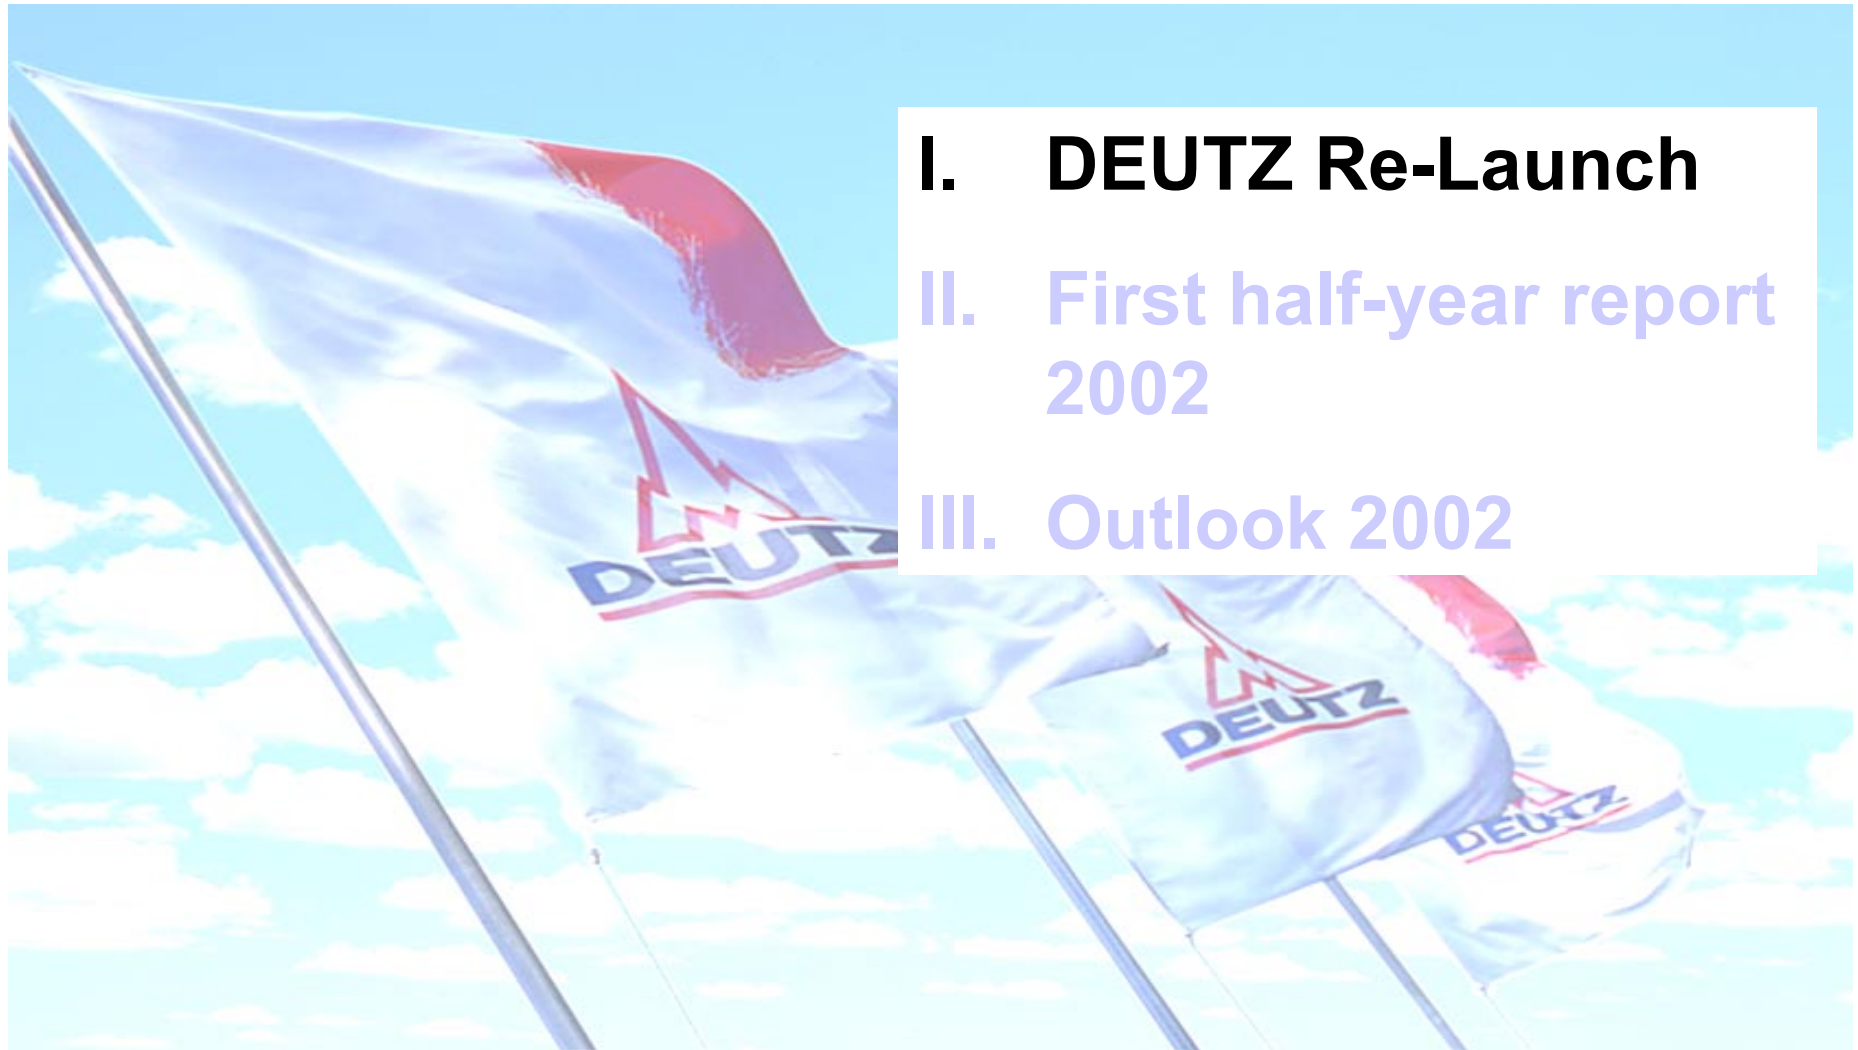 I. DEUTZ Re-Launch
II. First half-year report
2002
III. Outlook 2002
DEUTZ
DEUTZ
DEUTZ